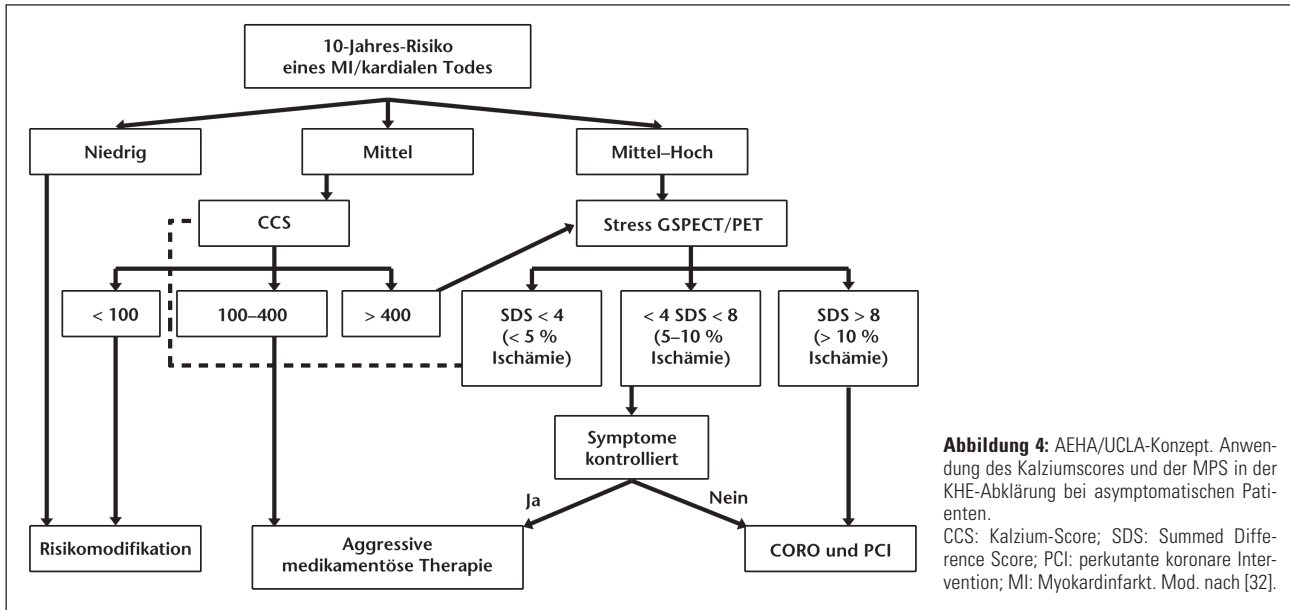 10-Jahres-Risiko
eines MI/kardialen Todes
Niedrig
Mittel
Mittel–Hoch
CCS
Stress GSPECT/PET
< 100
100–400
> 400
SDS < 4
(< 5 %
Ischämie)
< 4 SDS < 8
(5–10 %
Ischämie)
SDS > 8
(> 10 %
Ischämie)
Symptome
kontrolliert
Ja
Nein
Risikomodifikation
Aggressive
medikamentöse Therapie
CORO und PCI
Abbildung 4: AEHA/UCLA-Konzept. Anwen-
dung des Kalziumscores und der MPS in der
KHE-Abklärung bei asymptomatischen Pati-
enten.
CCS: Kalzium-Score; SDS: Summed Diffe-
rence Score; PCI: perkutante koronare Inter-
vention; MI: Myokardinfarkt. Mod. nach [32].